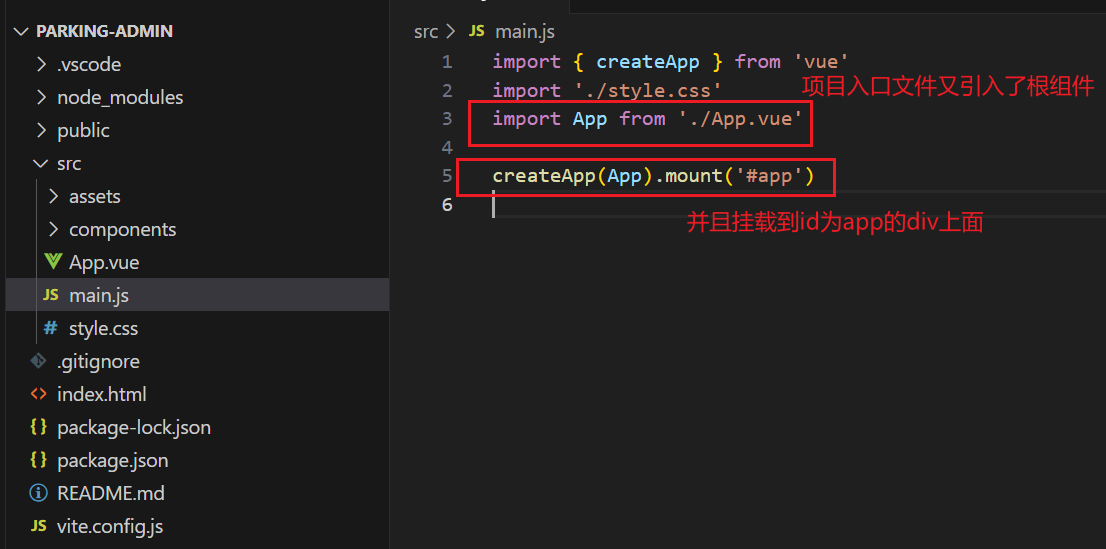 PARKING-ADMIN
.vscode
node_modules
public
src
assets
components
App.vue
JS main.js
# style.css
.gitignore
<> index.html
{} package-lock.json
{} package.json
README.md
JS vite.config.js
src > JS main.js
1 import { createApp } from 'vue'
2 import './style.css'
项目入口文件又引入了根组件
3 import App from './App.vue'
4
5 createApp(App).mount('#app')
6
并且挂载到id为app的div上面